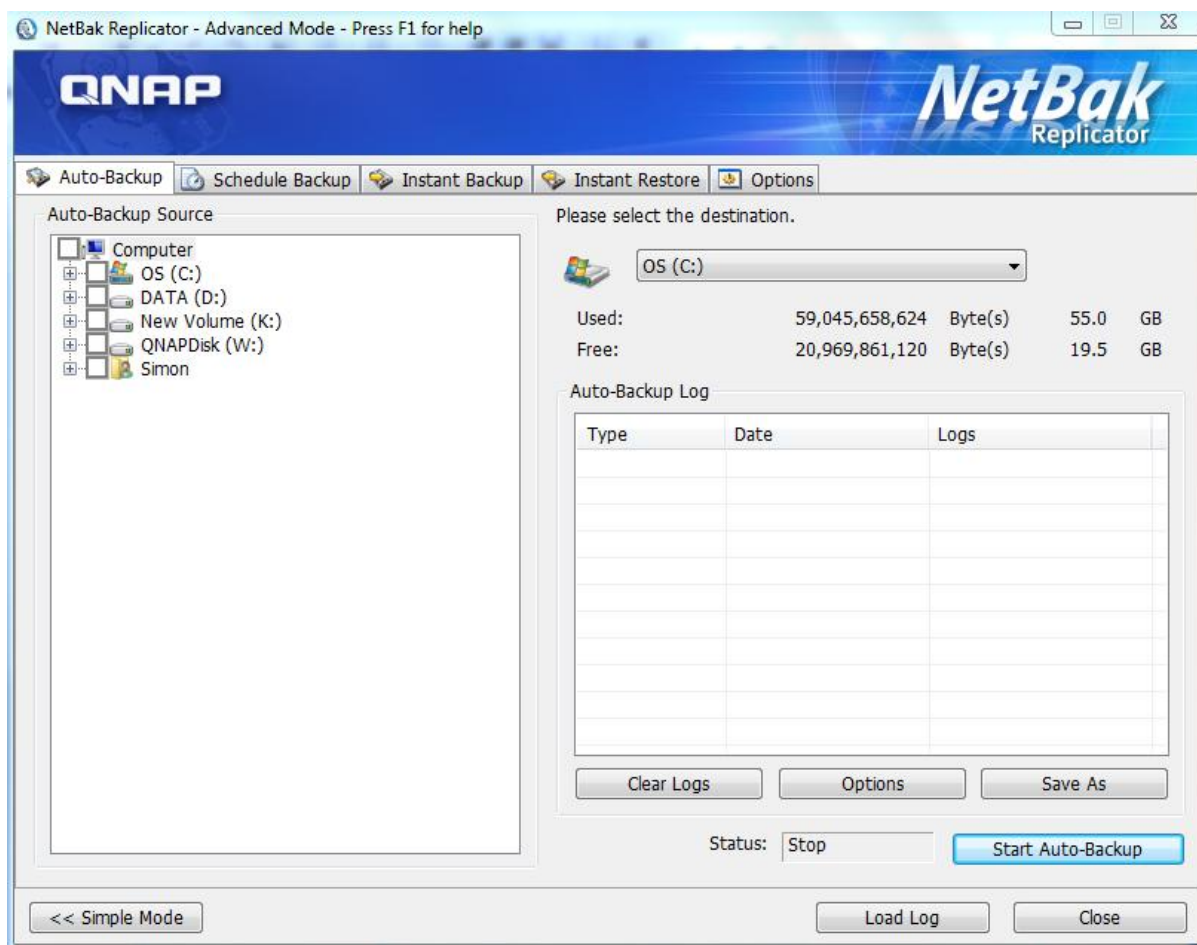 NetBak Replicator - Advanced Mode - Press F1 for help
QNAP
NetBak
Replicator
Auto-Backup Schedule Backup Instant Backup Instant Restore Options
Auto-Backup Source
Computer
OS (C:)
DATA (D:)
New Volume (K:)
QNAPDisk (W:)
Simon
Please select the destination.
OS (C:)
Used: 59,045,658,624 Byte(s) 55.0 GB
Free: 20,969,861,120 Byte(s) 19.5 GB
Auto-Backup Log
Type Date Logs
Clear Logs Options Save As
Status: Stop Start Auto-Backup
<< Simple Mode Load Log Close